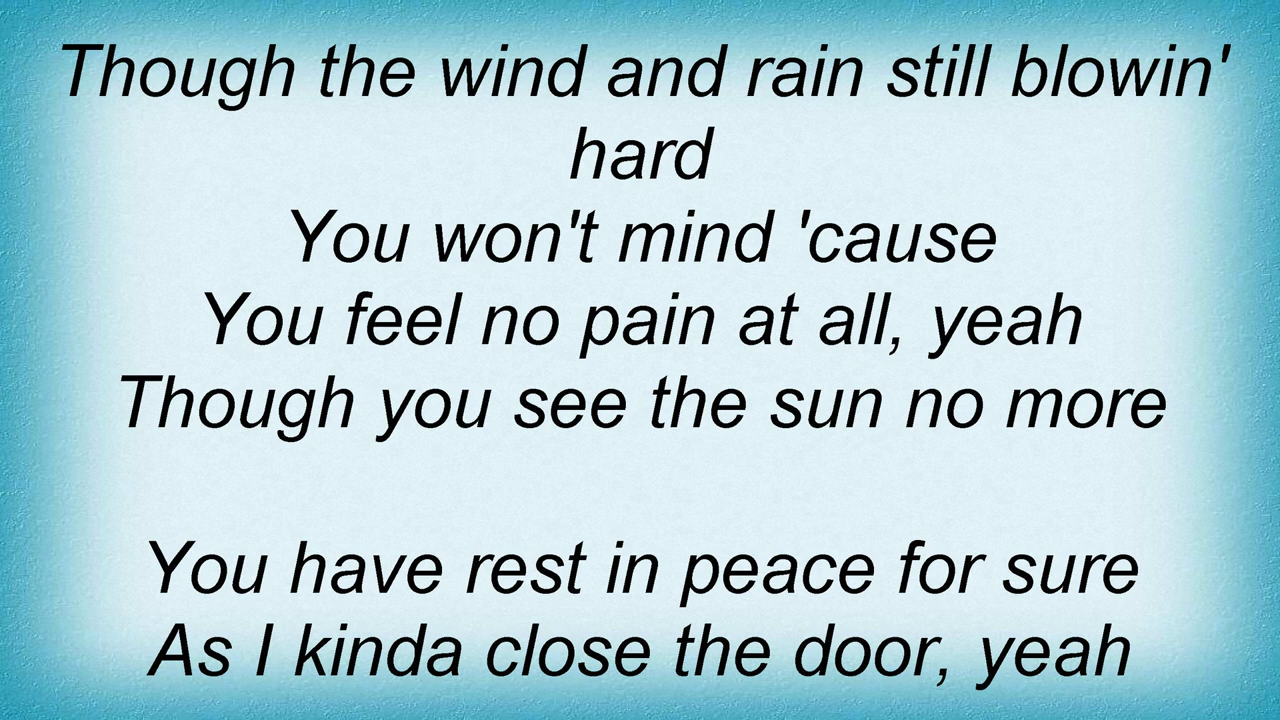 Though the wind and rain still blowin'
hard
You won't mind 'cause
You feel no pain at all, yeah
Though you see the sun no more
You have rest in peace for sure
As I kinda close the door, yeah